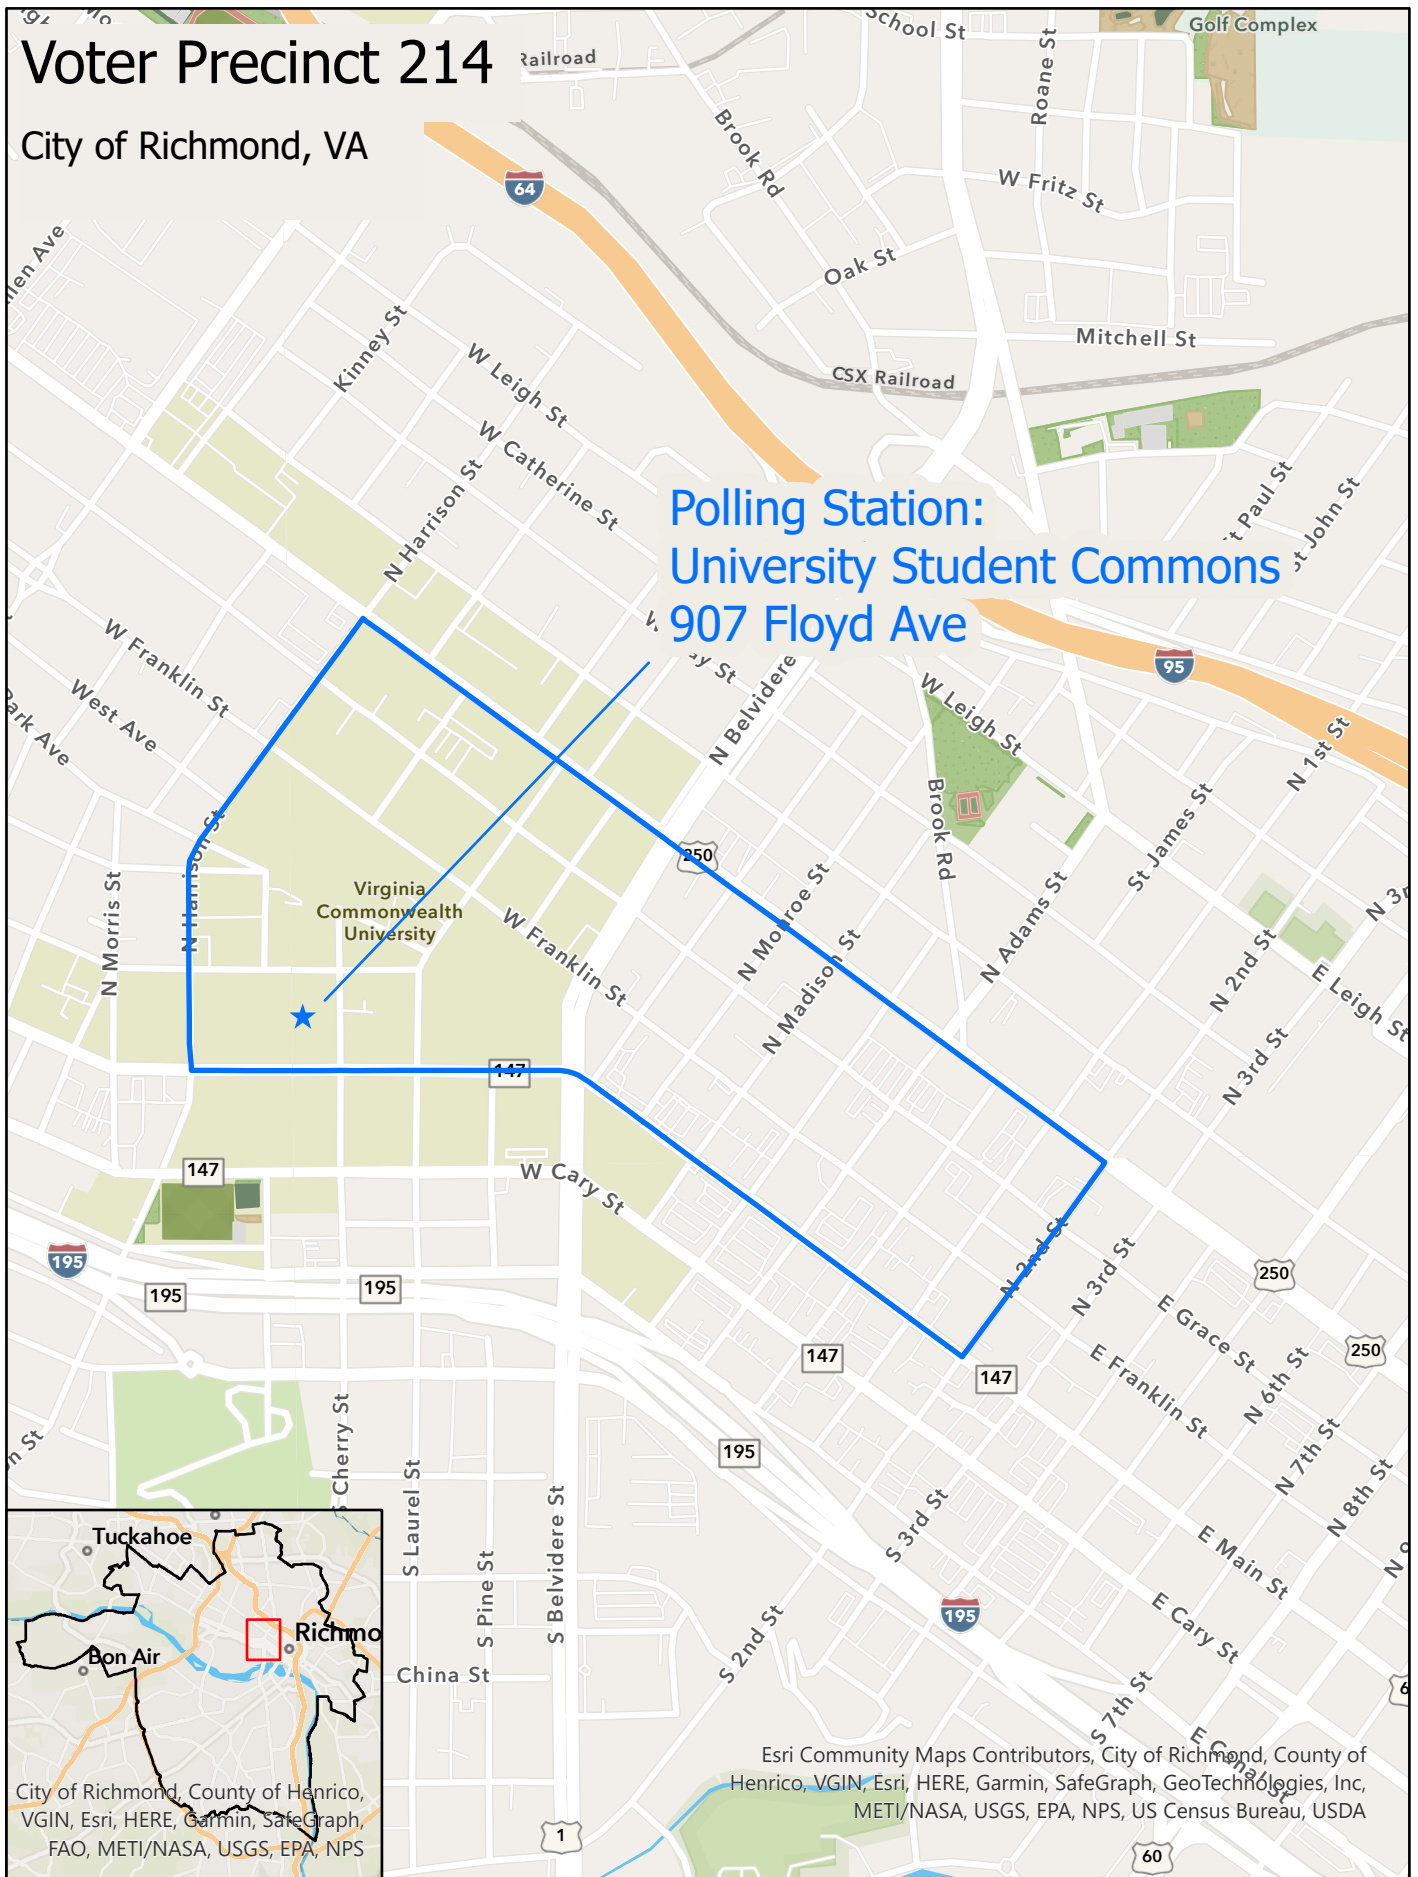 Voter Precinct 214
City of Richmond, VA
School St
Golf Complex
Railroad
Roane St
Brook Rd
64
W Fritz St
Oak St
Mitchell St
CSX Railroad
Kinney St
W Leigh St
W Catherine St
N Harrison St
St John St
Polling Station:
University Student Commons
907 Floyd Ave
W Franklin St
West Ave
Park Ave
95
W Leigh St
N Belvidere
N 1st St
Brook Rd
St James St
250
N Harrison St
N Morris St
Virginia
Commonwealth
University
W Franklin St
N Monroe St
N Madison St
N Adams St
N 2nd St
E Leigh St
N 3rd St
147
147
W Cary St
195
195
195
N 2nd St
N 3rd St
250
E Grace St
250
147
147
E Franklin St
N 6th St
N 7th St
N 8th St
195
S Cherry St
S Laurel St
S Pine St
S Belvidere St
S 3rd St
E Main St
E Cary St
195
S 2nd St
China St
S 7th St
E Canal St
Tuckahoe
Richmo
Bon Air
City of Richmond, County of Henrico,
VGIN, Esri, HERE, Garmin, SafeGraph,
FAO, METI/NASA, USGS, EPA, NPS
Esri Community Maps Contributors, City of Richmond, County of
Henrico, VGIN, Esri, HERE, Garmin, SafeGraph, GeoTechnologies, Inc,
METI/NASA, USGS, EPA, NPS, US Census Bureau, USDA
1
60